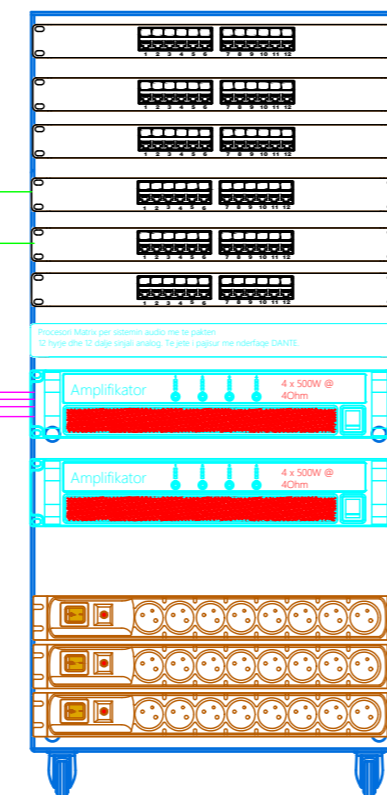 1 2 3 4 5 6 7 8 9 10 11 12
1 2 3 4 5 6 7 8 9 10 11 12
1 2 3 4 5 6 7 8 9 10 11 12
1 2 3 4 5 6 7 8 9 10 11 12
1 2 3 4 5 6 7 8 9 10 11 12
1 2 3 4 5 6 7 8 9 10 11 12
Procesori Matrix per sistemin audio me te pakten
12 hyrje dhe 12 dalje sinjali analog. Te jete i pajisur me nderfaqe DANTE
Amplifikator
4 x 500W @
4Ohm
Amplifikator
4 x 500W @
4Ohm